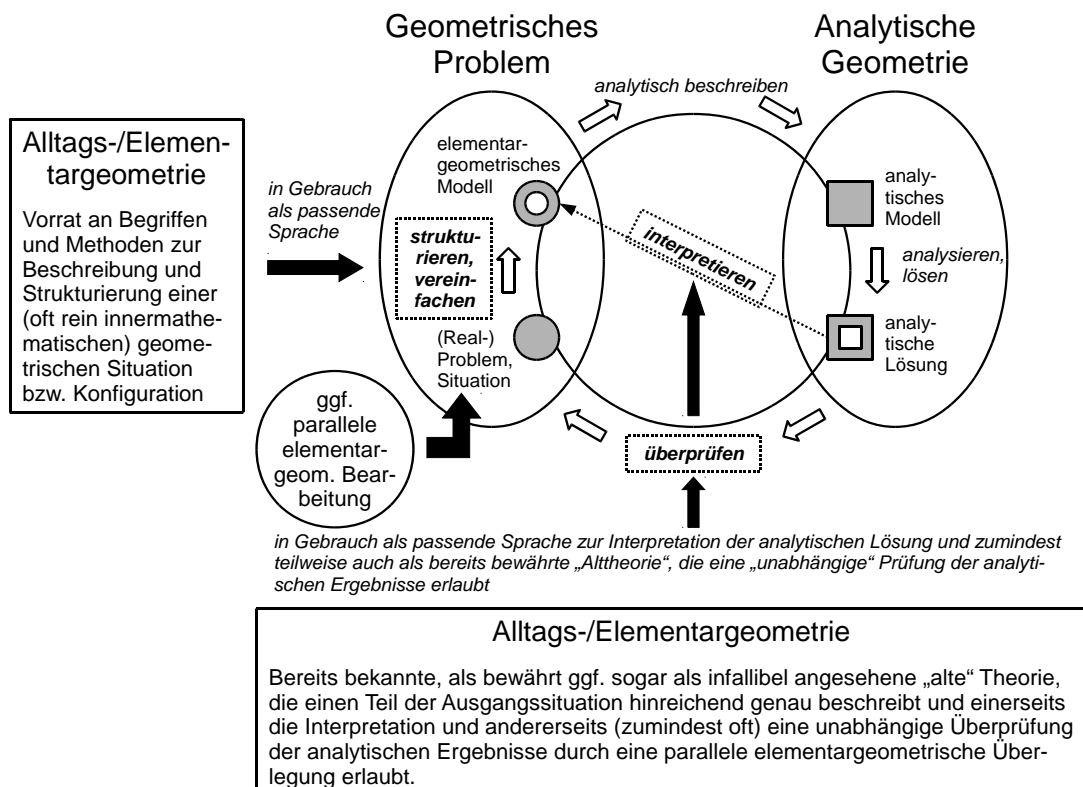 Geometrisches
Problem
Analytische
Geometrie
analytisch beschreiben
Alltags-/Elemen-
targeometrie
Vorrat an Begriffen
und Methoden zur
Beschreibung und
Strukturierung einer
(oft rein innermathe-
matischen) geome-
trischen Situation
bzw. Konfiguration
in Gebrauch
als passende
Sprache
elementar-
geometrisches
Modell
struktu-
rieren,
verein-
fachen
(Real-)
Problem,
Situation
interpretieren
analy-
tisches
Modell
analysieren,
lösen
analy-
tische
Lösung
ggf.
parallele
elementar-
geom. Bear-
beitung
überprüfen
in Gebrauch als passende Sprache zur Interpretation der analytischen Lösung und zumindest
teilweise auch als bereits bewährte „Alttheorie“, die eine „unabhängige“ Prüfung der analyti-
schen Ergebnisse erlaubt
Alltags-/Elementargeometrie
Bereits bekannte, als bewährt ggf. sogar als infallibel angesehene „alte“ Theorie,
die einen Teil der Ausgangssituation hinreichend genau beschreibt und einerseits
die Interpretation und andererseits (zumindest oft) eine unabhängige Überprüfung
der analytischen Ergebnisse durch eine parallele elementargeometrische Über-
legung erlaubt.